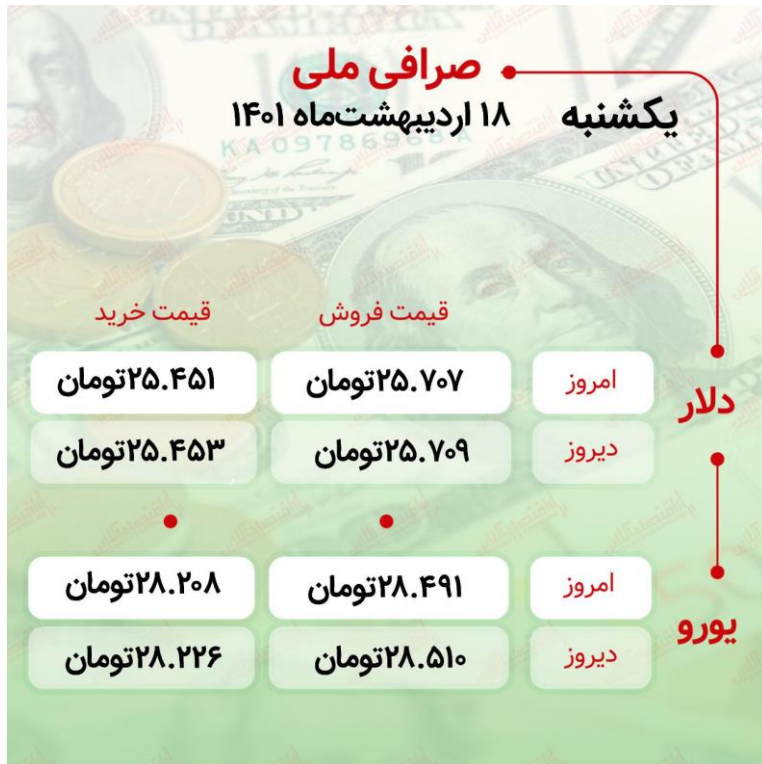 صرافی ملی
یکشنبه ۱۸ اردیبهشت‌ماه ۱۴۰۱
KA09786968A
قیمت فروش قیمت خرید
دلار
امروز ۲۵.۷۰۷تومان ۲۵.۴۵۱تومان
دیروز ۲۵.۷۰۹تومان ۲۵.۴۵۳تومان
یورو
امروز ۲۸.۴۹۱تومان ۲۸.۲۰۸تومان
دیروز ۲۸.۵۱۰تومان ۲۸.۲۲۶تومان